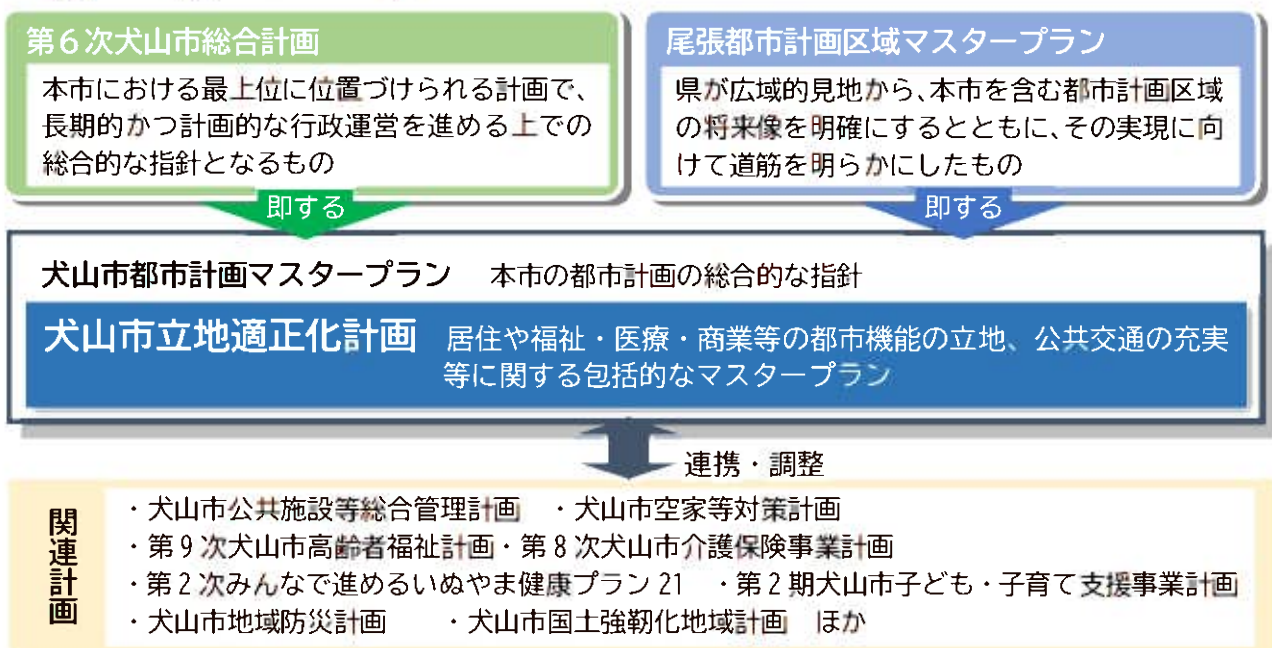 第６次犬山市総合計画
本市における最上位に位置づけられる計画で、
長期的かつ計画的な行政運営を進める上での
総合的な指針となるもの
即する
尾張都市計画区域マスタープラン
県が広域的見地から、本市を含む都市計画区域
の将来像を明確にするとともに、その実現に向
けて道筋を明らかにしたもの
即する
犬山市都市計画マスタープラン　本市の都市計画の総合的な指針
犬山市立地適正化計画　居住や福祉・医療・商業等の都市機能の立地、公共交通の充実
等に関する包括的なマスタープラン
連携・調整
関連計画
・犬山市公共施設等総合管理計画　・犬山市空家等対策計画
・第９次犬山市高齢者福祉計画・第８次犬山市介護保険事業計画
・第２次みんなで進めるいぬやま健康プラン 21　・第２期犬山市子ども・子育て支援事業計画
・犬山市地域防災計画　・犬山市国土強靭化地域計画　ほか